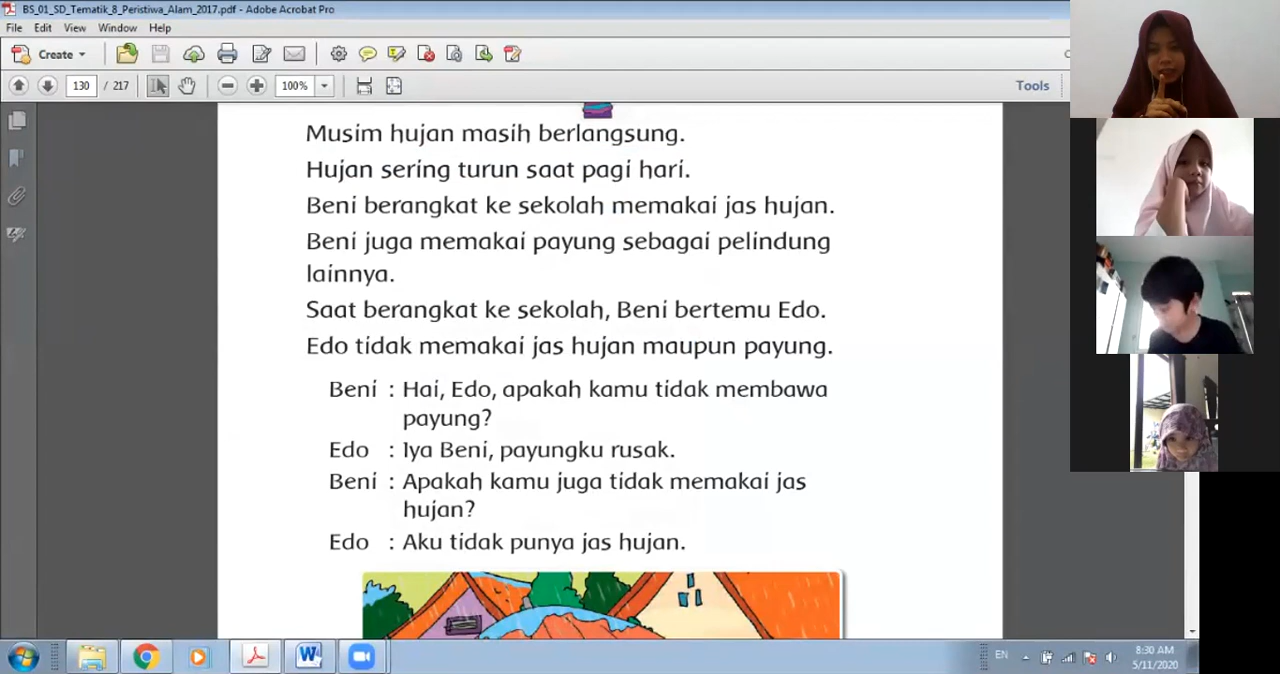 BS_01_SD_Tematik_8_Peristiwa_Alam_2017.pdf - Adobe Acrobat Pro
File Edit View Window Help
Create
130 / 217 100% Tools
Musim hujan masih berlangsung.
Hujan sering turun saat pagi hari.
Beni berangkat ke sekolah memakai jas hujan.
Beni juga memakai payung sebagai pelindung
lainnya.
Saat berangkat ke sekolah, Beni bertemu Edo.
Edo tidak memakai jas hujan maupun payung.
Beni : Hai, Edo, apakah kamu tidak membawa
payung?
Edo : Iya Beni, payungku rusak.
Beni : Apakah kamu juga tidak memakai jas
hujan?
Edo : Aku tidak punya jas hujan.
EN 8:30 AM
5/11/2020